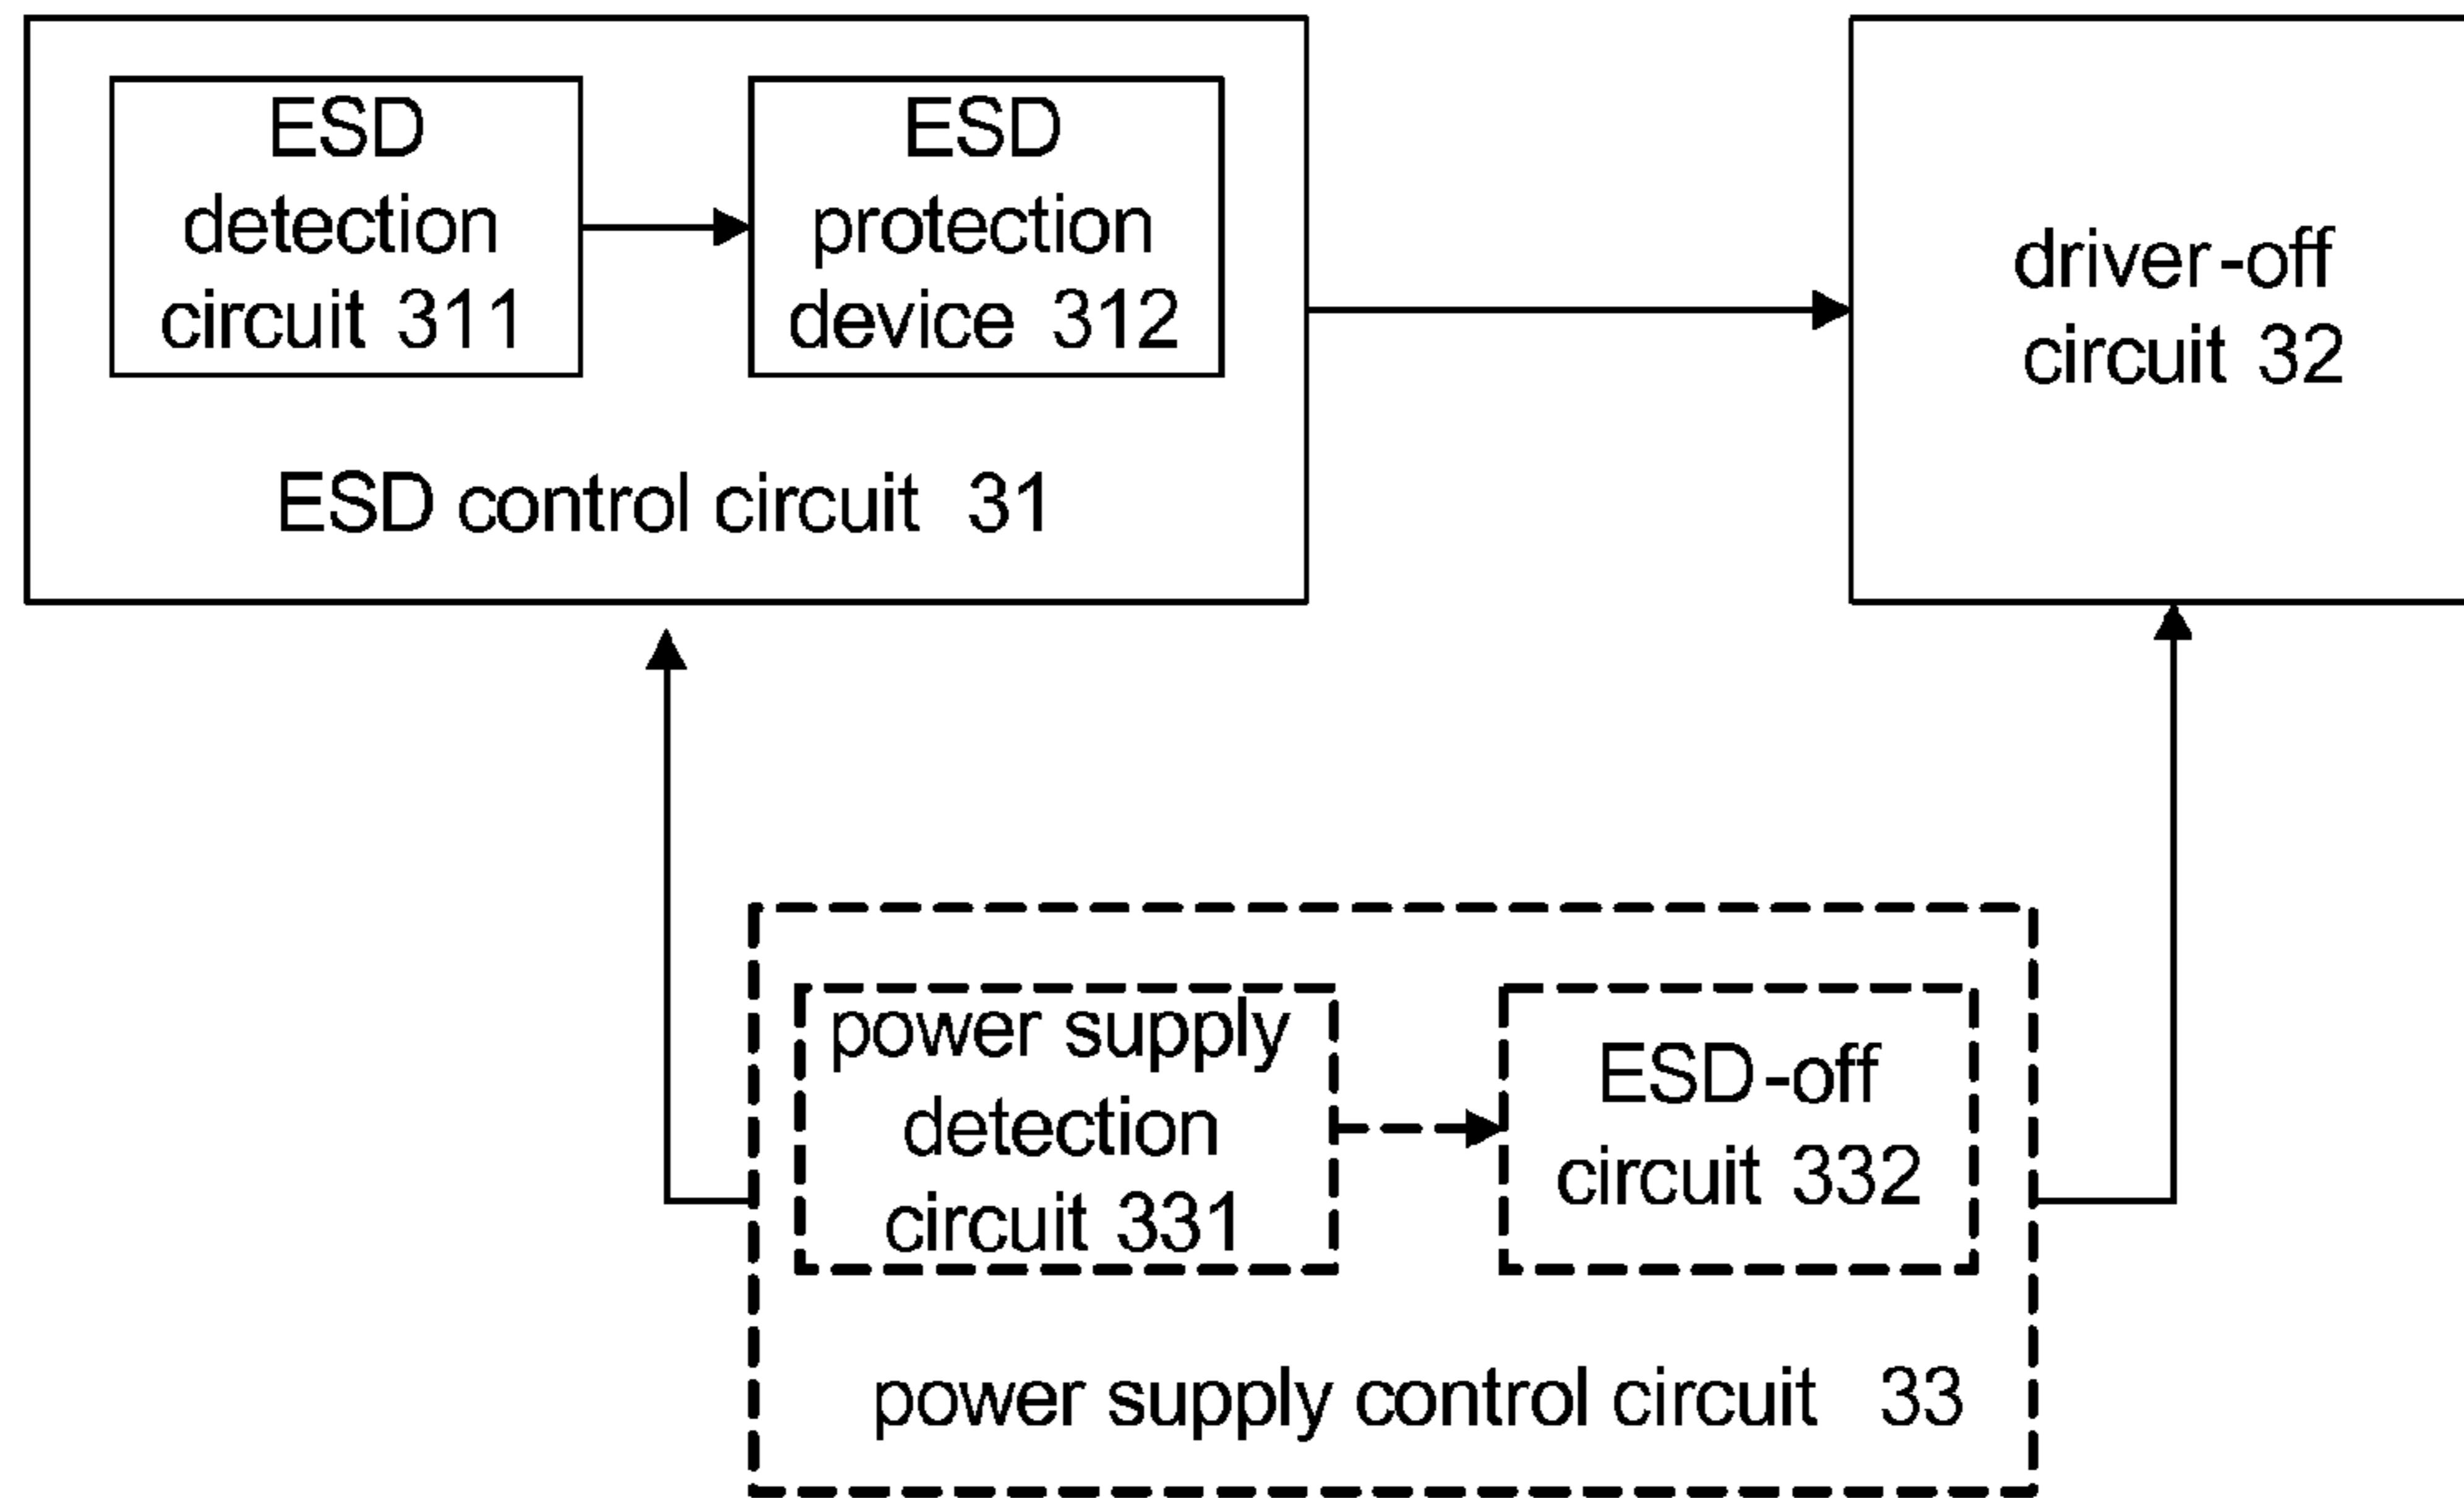 ESD
detection
circuit 311
ESD
protection
device 312
ESD control circuit 31
driver-off
circuit 32
power supply
detection
circuit 331
ESD-off
circuit 332
power supply control circuit 33